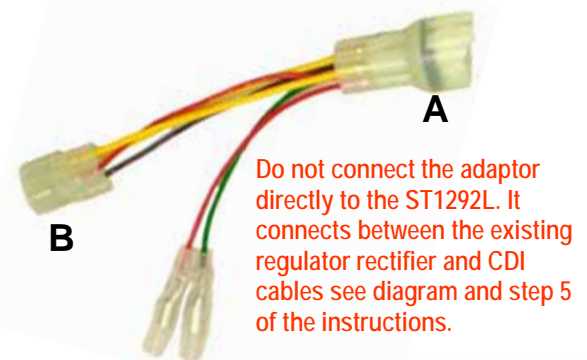 A
B
Do not connect the adaptor
directly to the ST1292L. It
connects between the existing
regulator rectifier and CDI
cables see diagram and step 5
of the instructions.